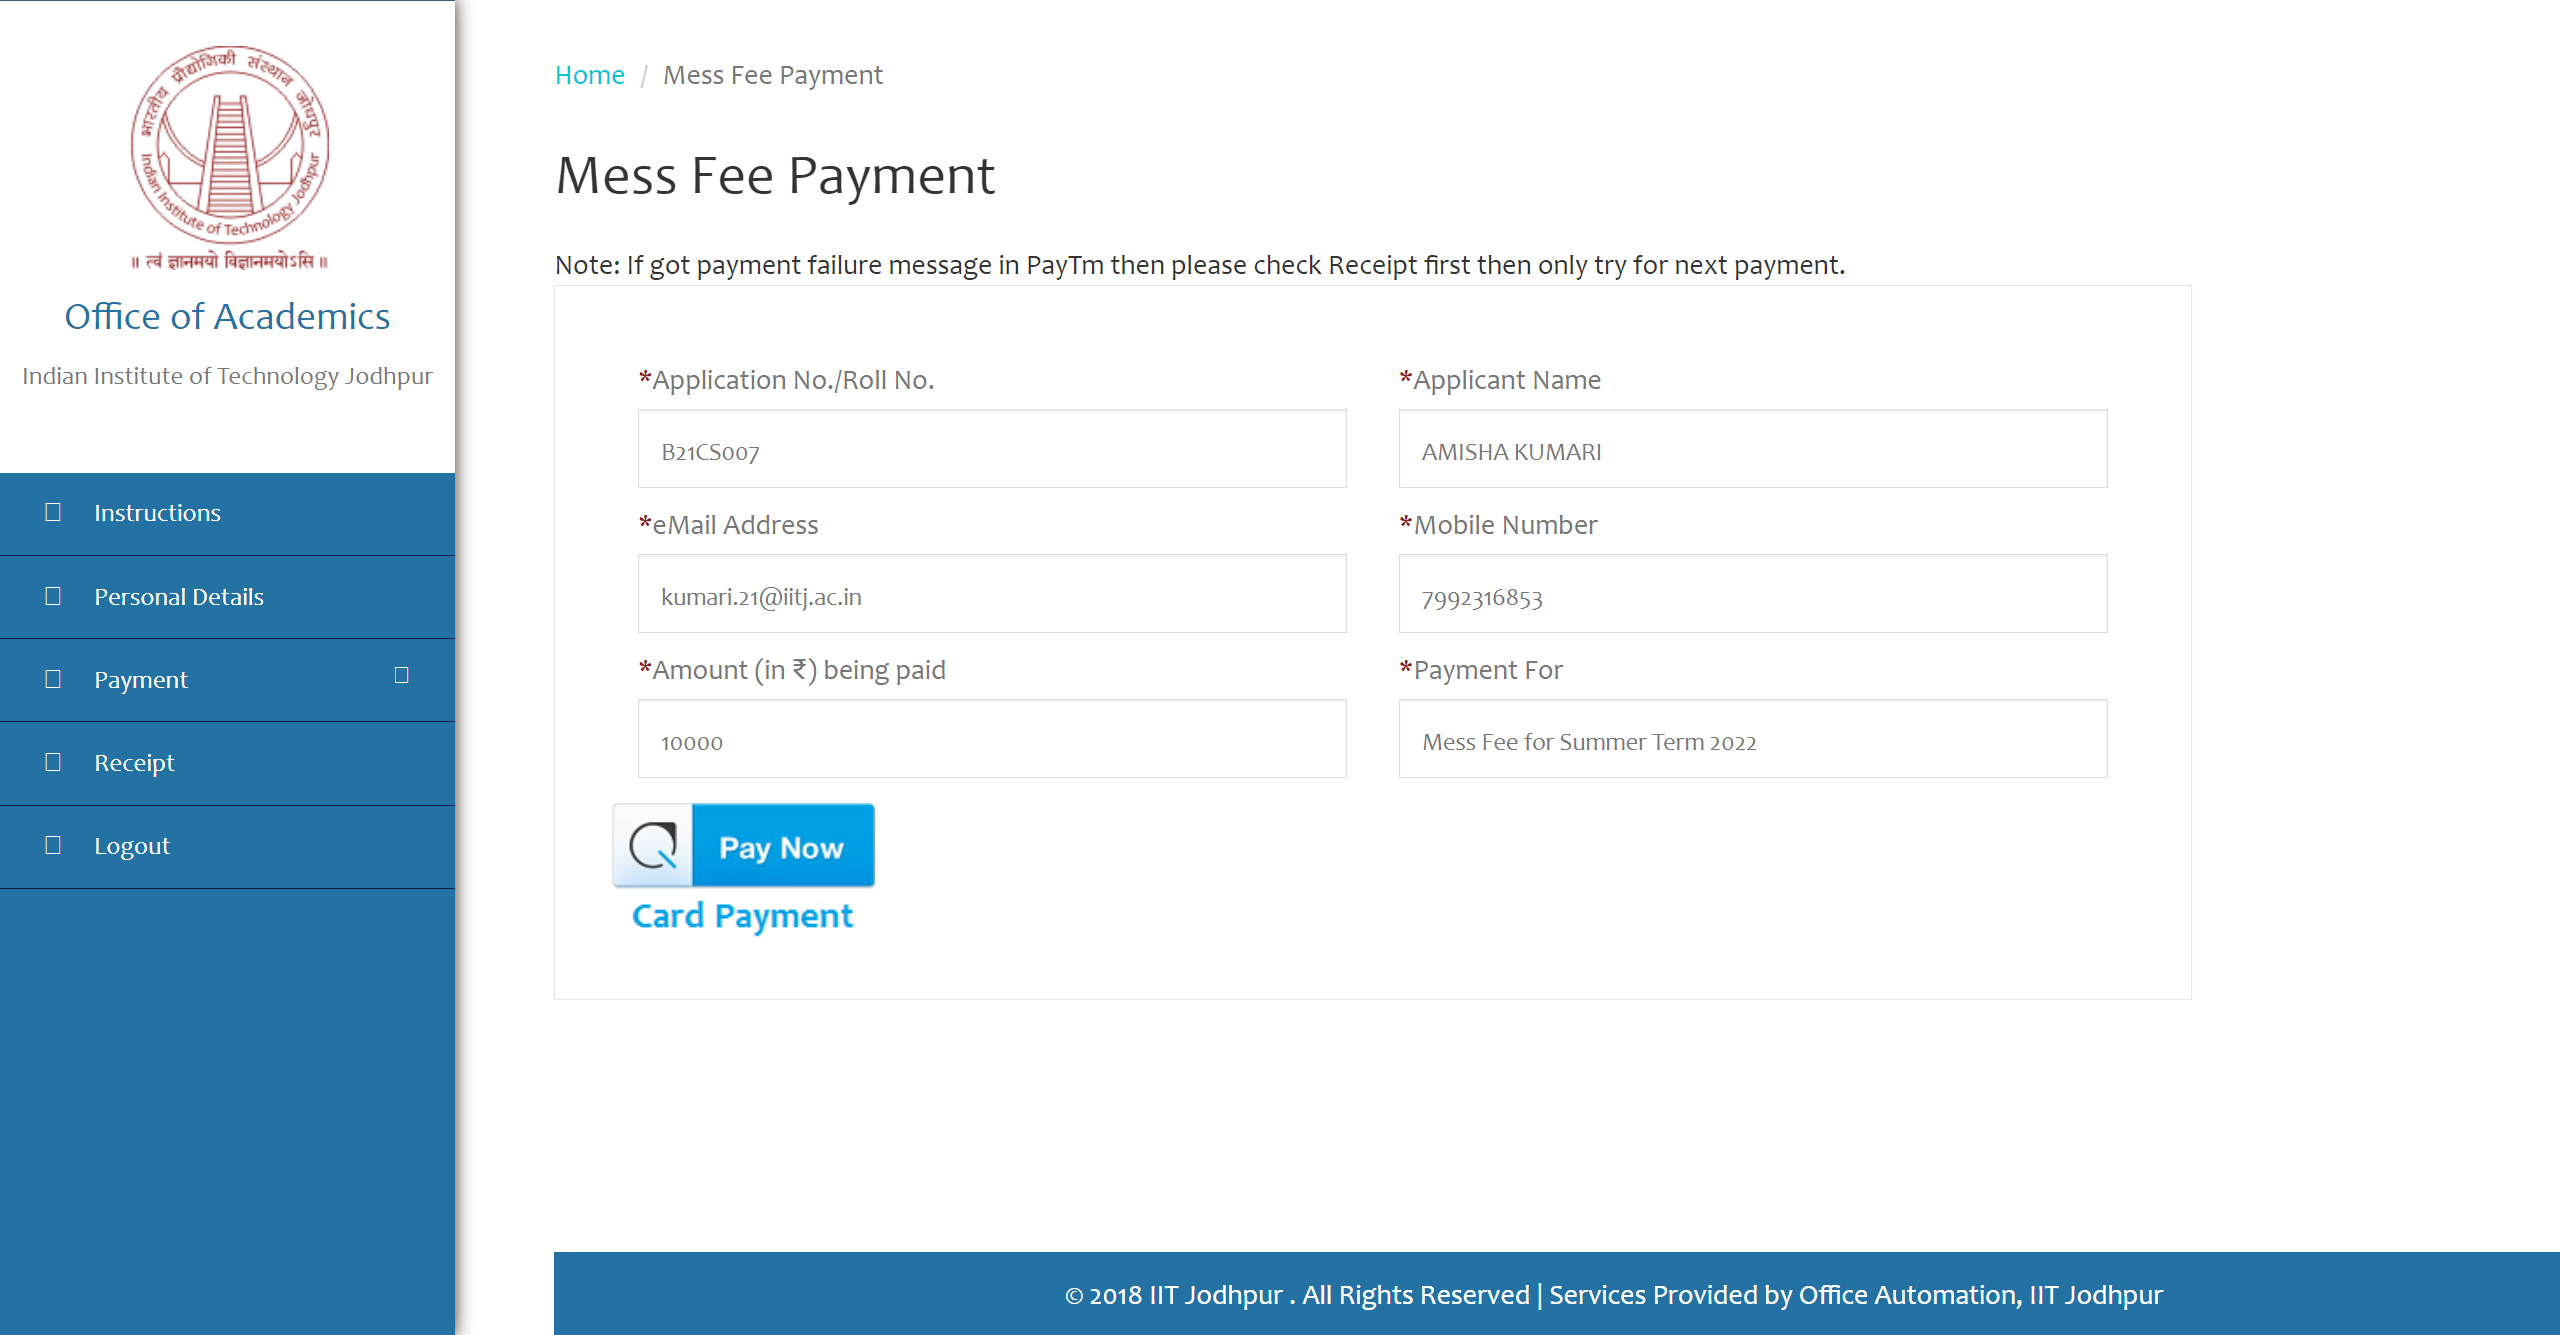 भारतीय प्रौद्योगिकी संस्थान जोधपुर
Indian Institute of Technology Jodhpur
॥ त्वं ज्ञानमयो विज्ञानमयोऽसि ॥
Office of Academics
Indian Institute of Technology Jodhpur
Instructions
Personal Details
Payment
Receipt
Logout
Home / Mess Fee Payment
Mess Fee Payment
Note: If got payment failure message in PayTm then please check Receipt first then only try for next payment.
*Application No./Roll No.
B21CS007
*Applicant Name
AMISHA KUMARI
*eMail Address
kumari.21@iitj.ac.in
*Mobile Number
7992316853
*Amount (in ₹) being paid
10000
*Payment For
Mess Fee for Summer Term 2022
Pay Now
Card Payment
© 2018 IIT Jodhpur . All Rights Reserved | Services Provided by Office Automation, IIT Jodhpur